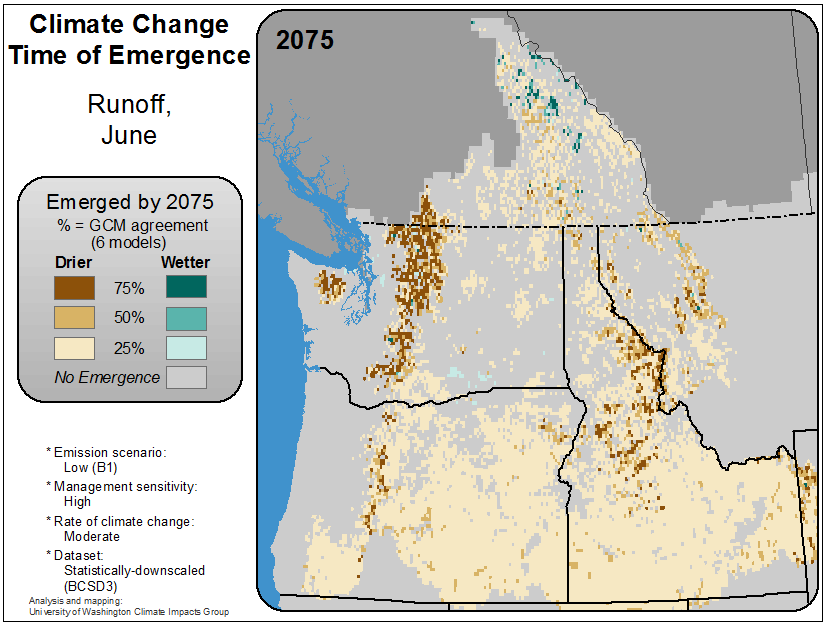 Climate Change
Time of Emergence
2075
Runoff,
June
Emerged by 2075
% = GCM agreement
(6 models)
Drier Wetter
75%
50%
25%
No Emergence
* Emission scenario:
Low (B1)
* Management sensitivity:
High
* Rate of climate change:
Moderate
* Dataset:
Statistically-downscaled
(BCSD3)
Analysis and mapping:
University of Washington Climate Impacts Group